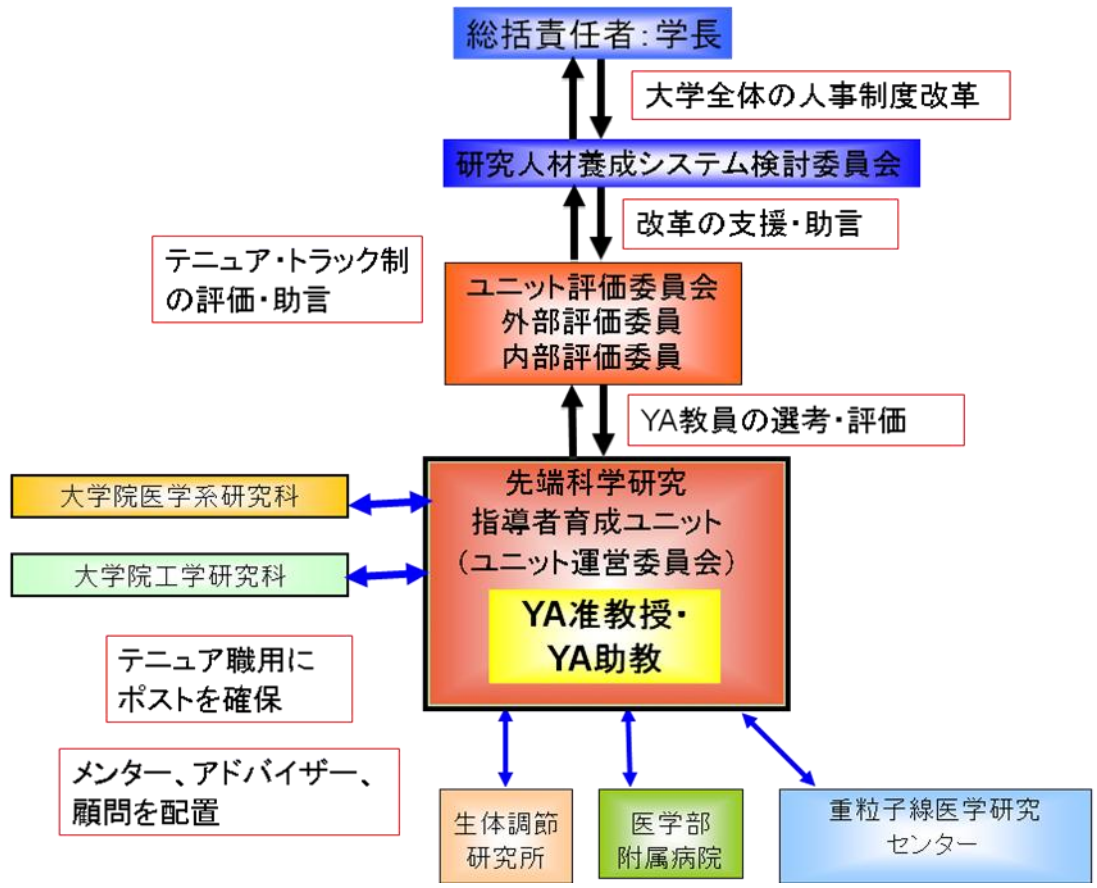 総括責任者:学長
大学全体の人事制度改革
研究人材養成システム検討委員会
改革の支援・助言
テニュア・トラック制
の評価・助言
ユニット評価委員会
外部評価委員
内部評価委員
YA教員の選考・評価
先端科学研究
指導者育成ユニット
(ユニット運営委員会)
YA准教授・
YA助教
大学院医学系研究科
大学院工学研究科
テニュア職用に
ポストを確保
メンター、アドバイザー、
顧問を配置
生体調節
研究所
医学部
附属病院
重粒子線医学研究
センター